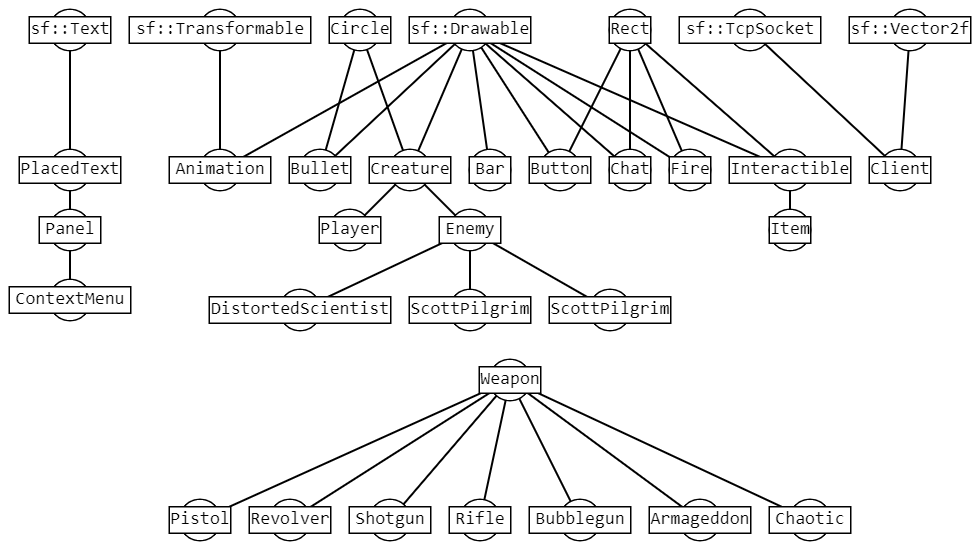 sf::Text sf::Transformable Circle sf::Drawable Rect sf::TcpSocket sf::Vector2f
PlacedText Animation Bullet Creature Bar Button Chat Fire Interactible Client
Panel Player Enemy Item
ContextMenu DistortedScientist ScottPilgrim ScottPilgrim
Weapon
Pistol Revolver Shotgun Rifle Bubblegun Armageddon Chaotic